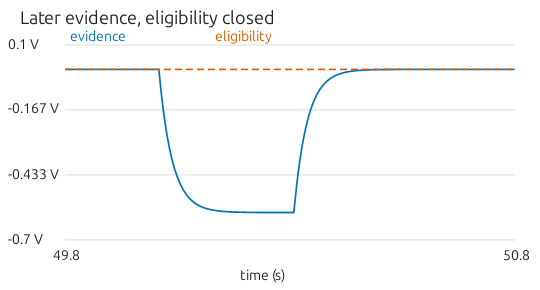 Later evidence, eligibility closed
evidence eligibility
0.1 V
-0.167 V
-0.433 V
-0.7 V
49.8 50.8
time (s)